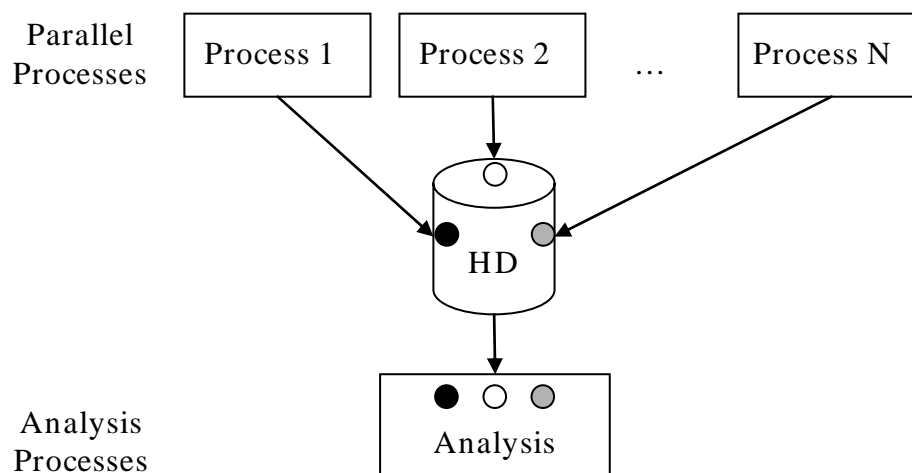 Parallel
Processes
Process 1
Process 2
...
Process N
HD
Analysis
Processes
Analysis